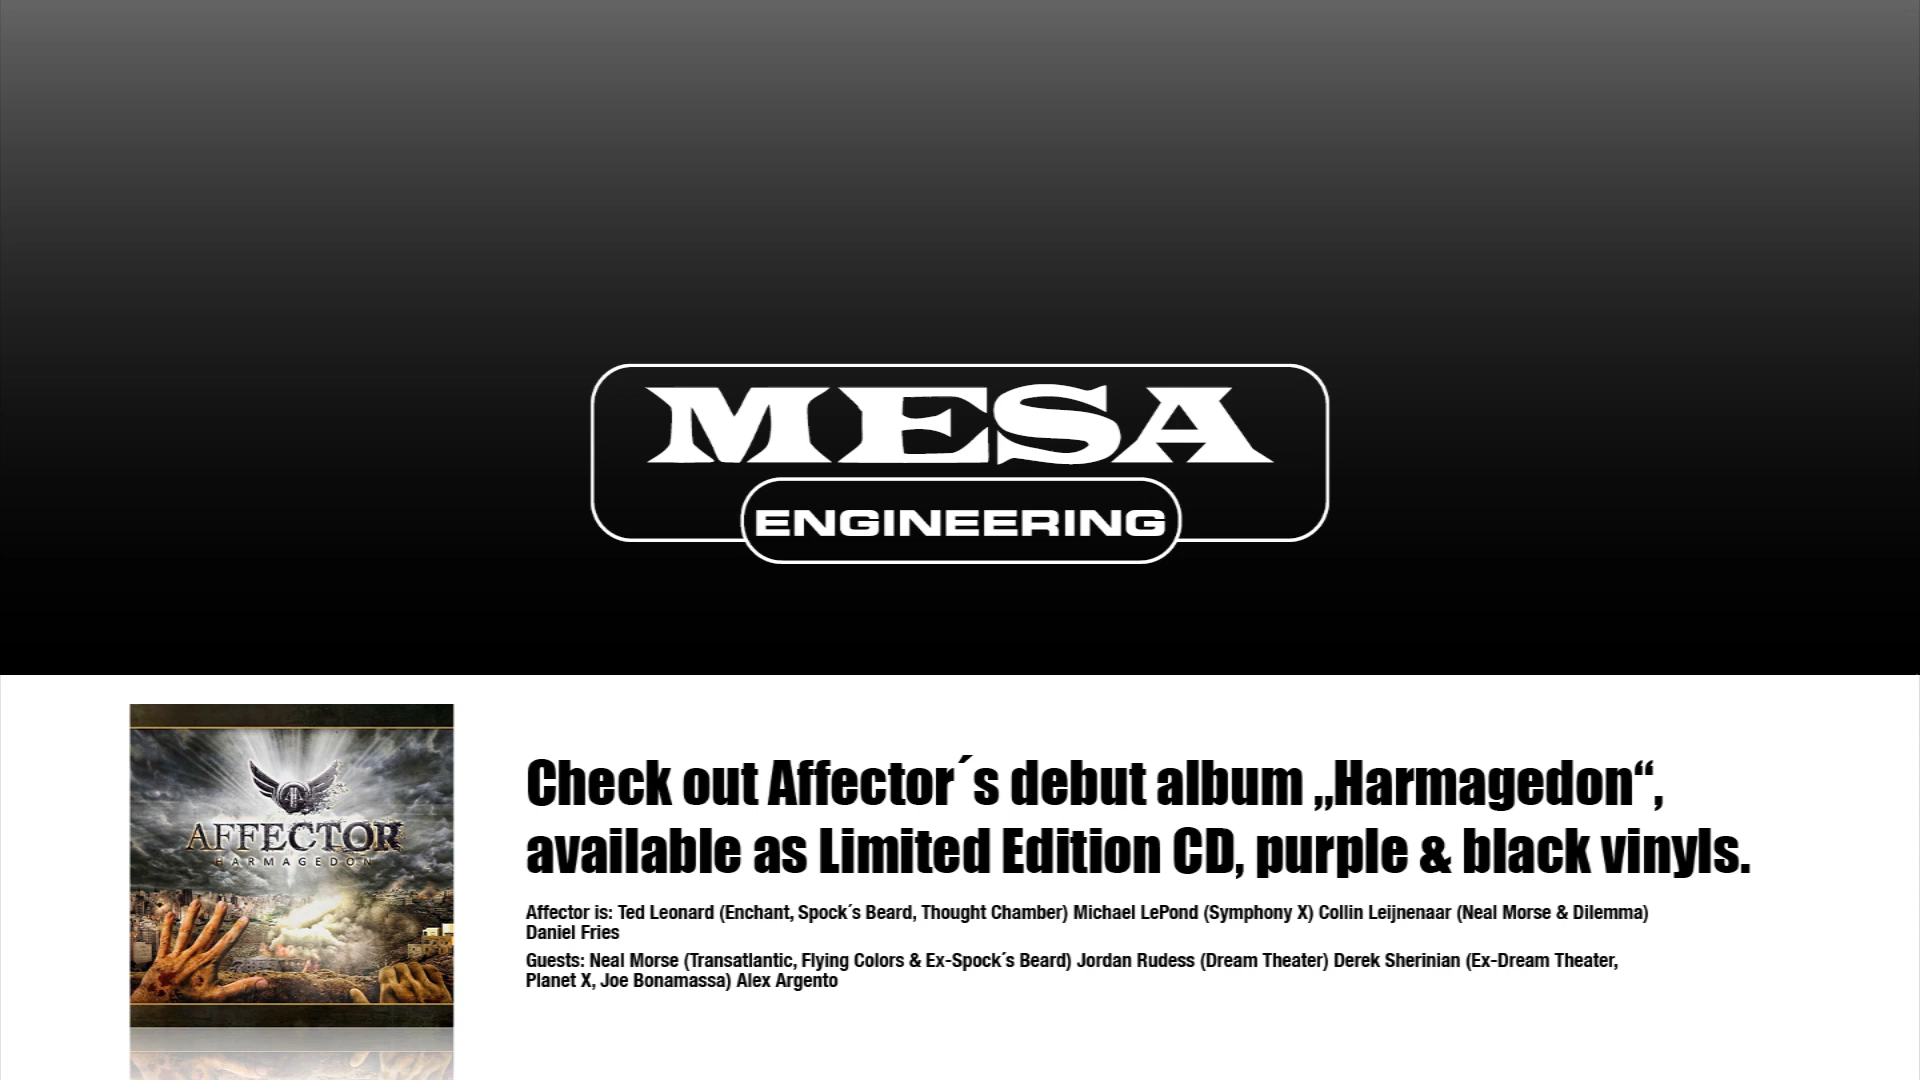 MESA
ENGINEERING
AFFECTOR
HARMAGEDON
Check out Affector´s debut album „Harmagedon“,
available as Limited Edition CD, purple & black vinyls.
Affector is: Ted Leonard (Enchant, Spock´s Beard, Thought Chamber) Michael LePond (Symphony X) Collin Leijnenaar (Neal Morse & Dilemma)
Daniel Fries
Guests: Neal Morse (Transatlantic, Flying Colors & Ex-Spock´s Beard) Jordan Rudess (Dream Theater) Derek Sherinian (Ex-Dream Theater,
Planet X, Joe Bonamassa) Alex Argento